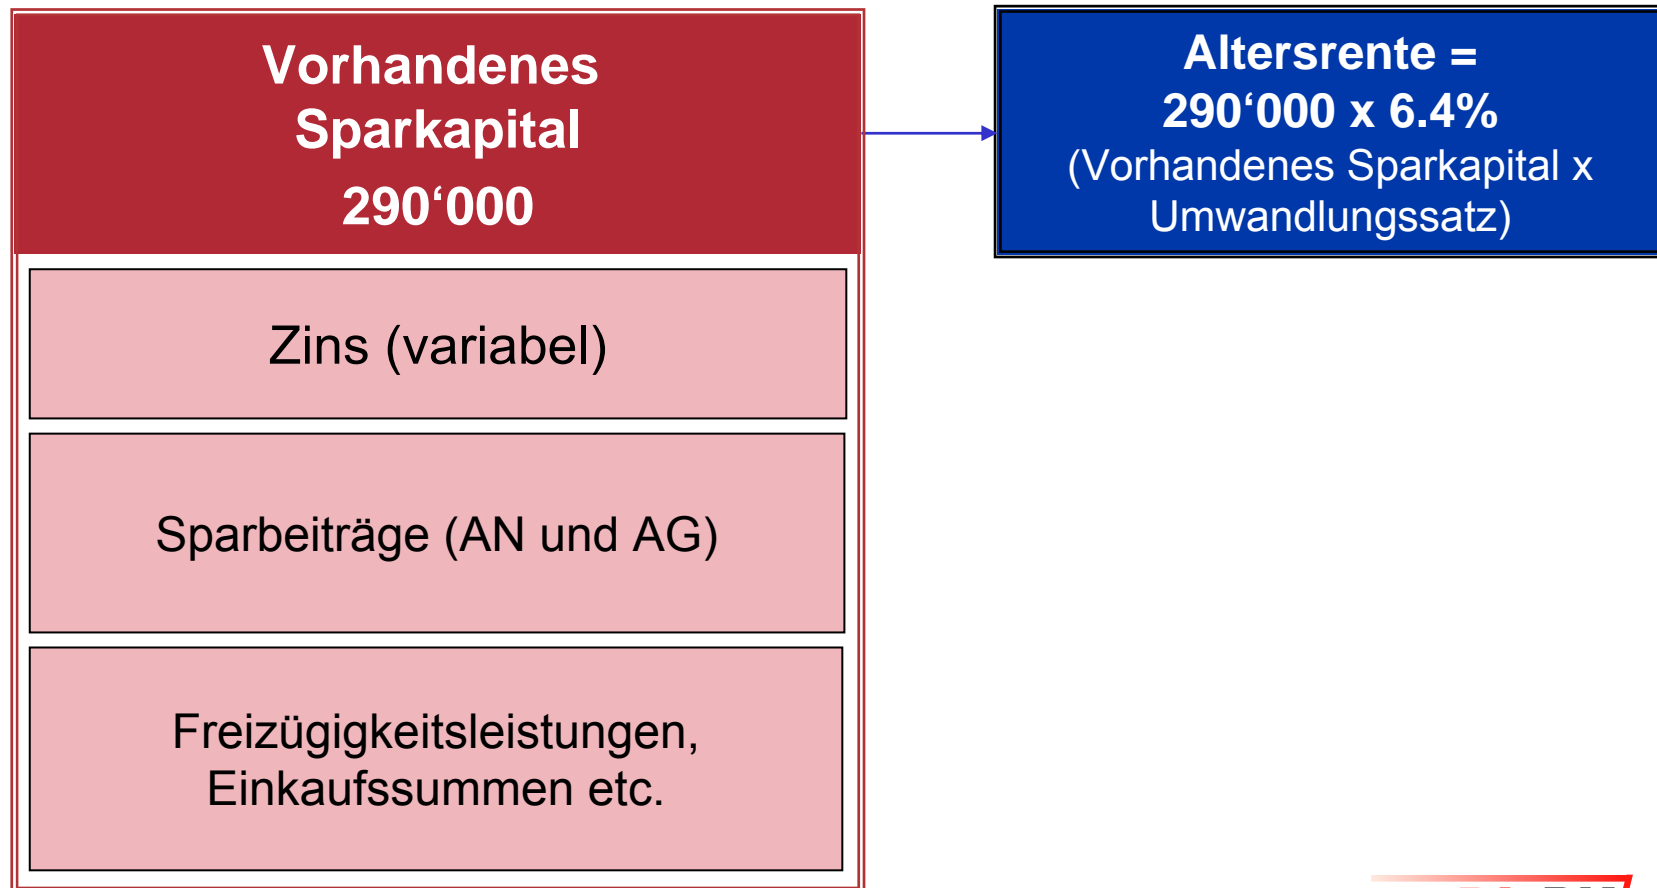 Vorhandenes
Sparkapital
290‘000
Altersrente =
290‘000 x 6.4%
(Vorhandenes Sparkapital x
Umwandlungssatz)
Zins (variabel)
Sparbeiträge (AN und AG)
Freizügigkeitsleistungen,
Einkaufssummen etc.